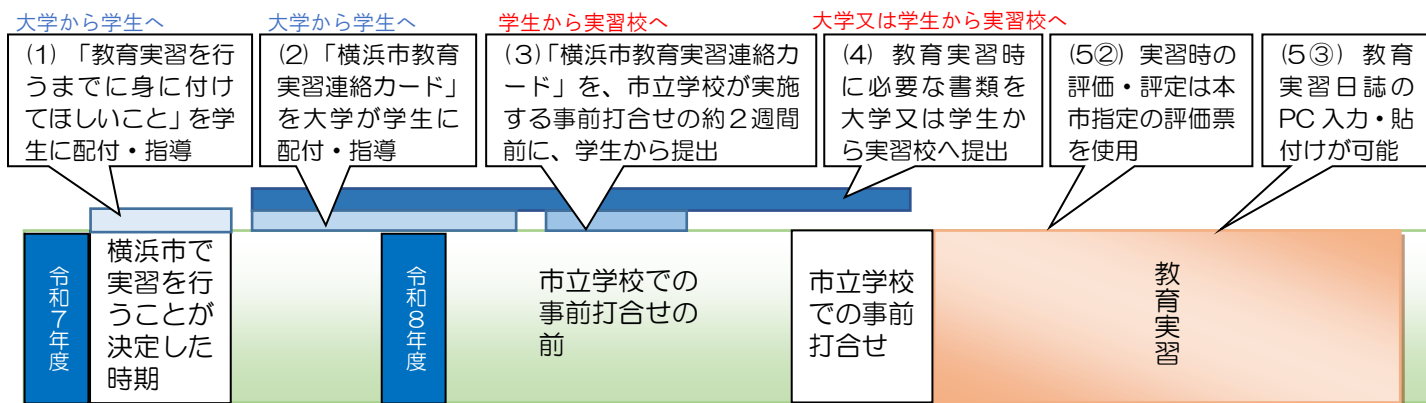 大学から学生へ
大学から学生へ
学生から実習校へ
大学又は学生から実習校へ
(1)「教育実習を行
うまでに身に付け
てほしいこと」を学
生に配付・指導
(2)「横浜市教育
実習連絡カード」
を大学が学生に
配付・指導
(3)「横浜市教育実習連絡カ
ード」を、市立学校が実施
する事前打合せの約２週間
前に、学生から提出
(4) 教育実習時
に必要な書類を
大学又は学生か
ら実習校へ提出
(5②) 実習時の
評価・評定は本
市指定の評価票
を使用
(5③) 教育
実習日誌の
PC 入力・貼
付けが可能
令和７年度
横浜市で
実習を行
うことが
決定した
時期
令和８年度
市立学校での
事前打合せの
前
市立学校
での事前
打合せ
教育実習